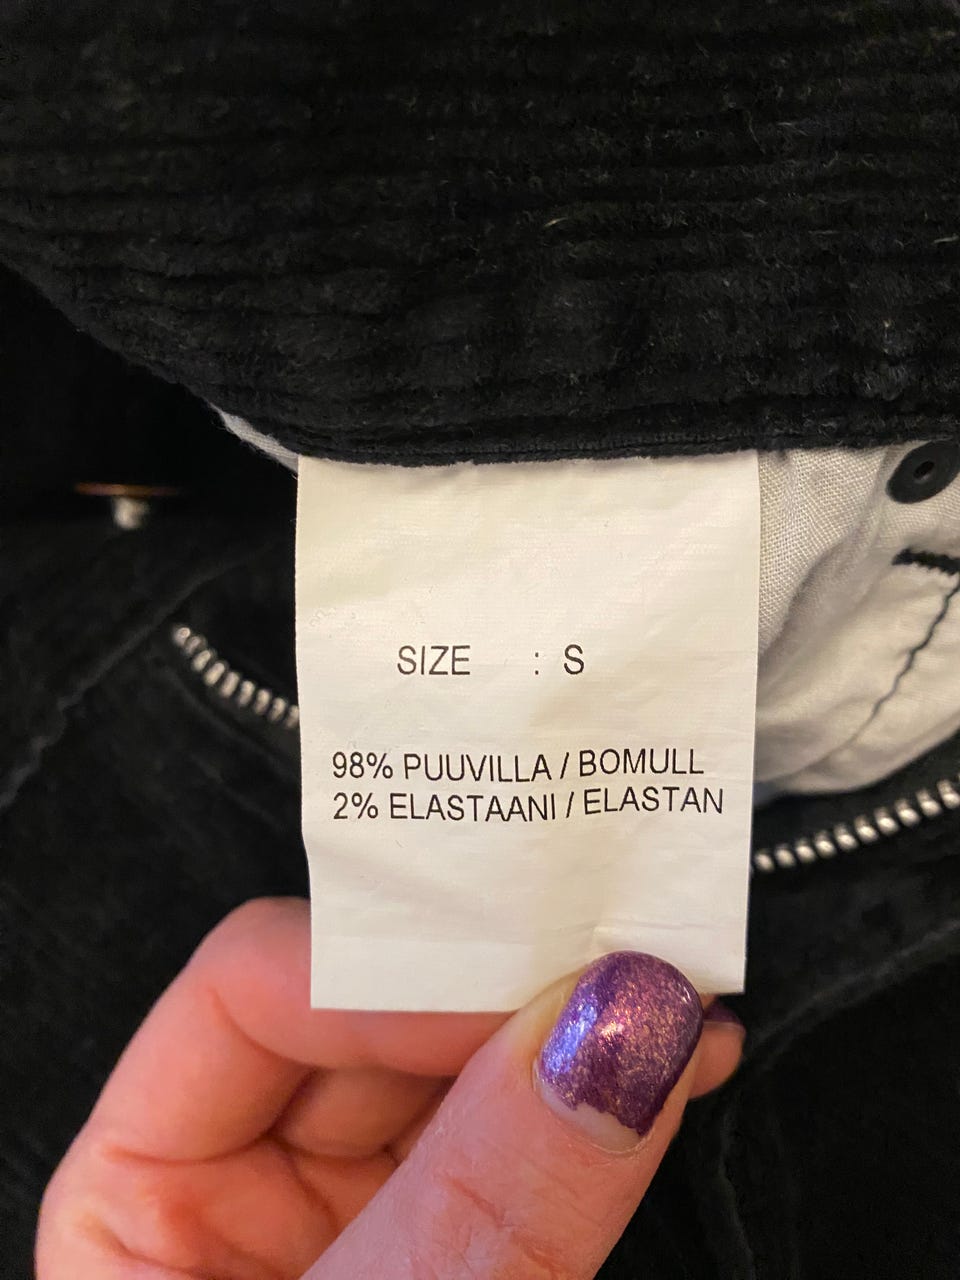 SIZE : S
98% PUUVILLA / BOMULL
2% ELASTAANI / ELASTAN